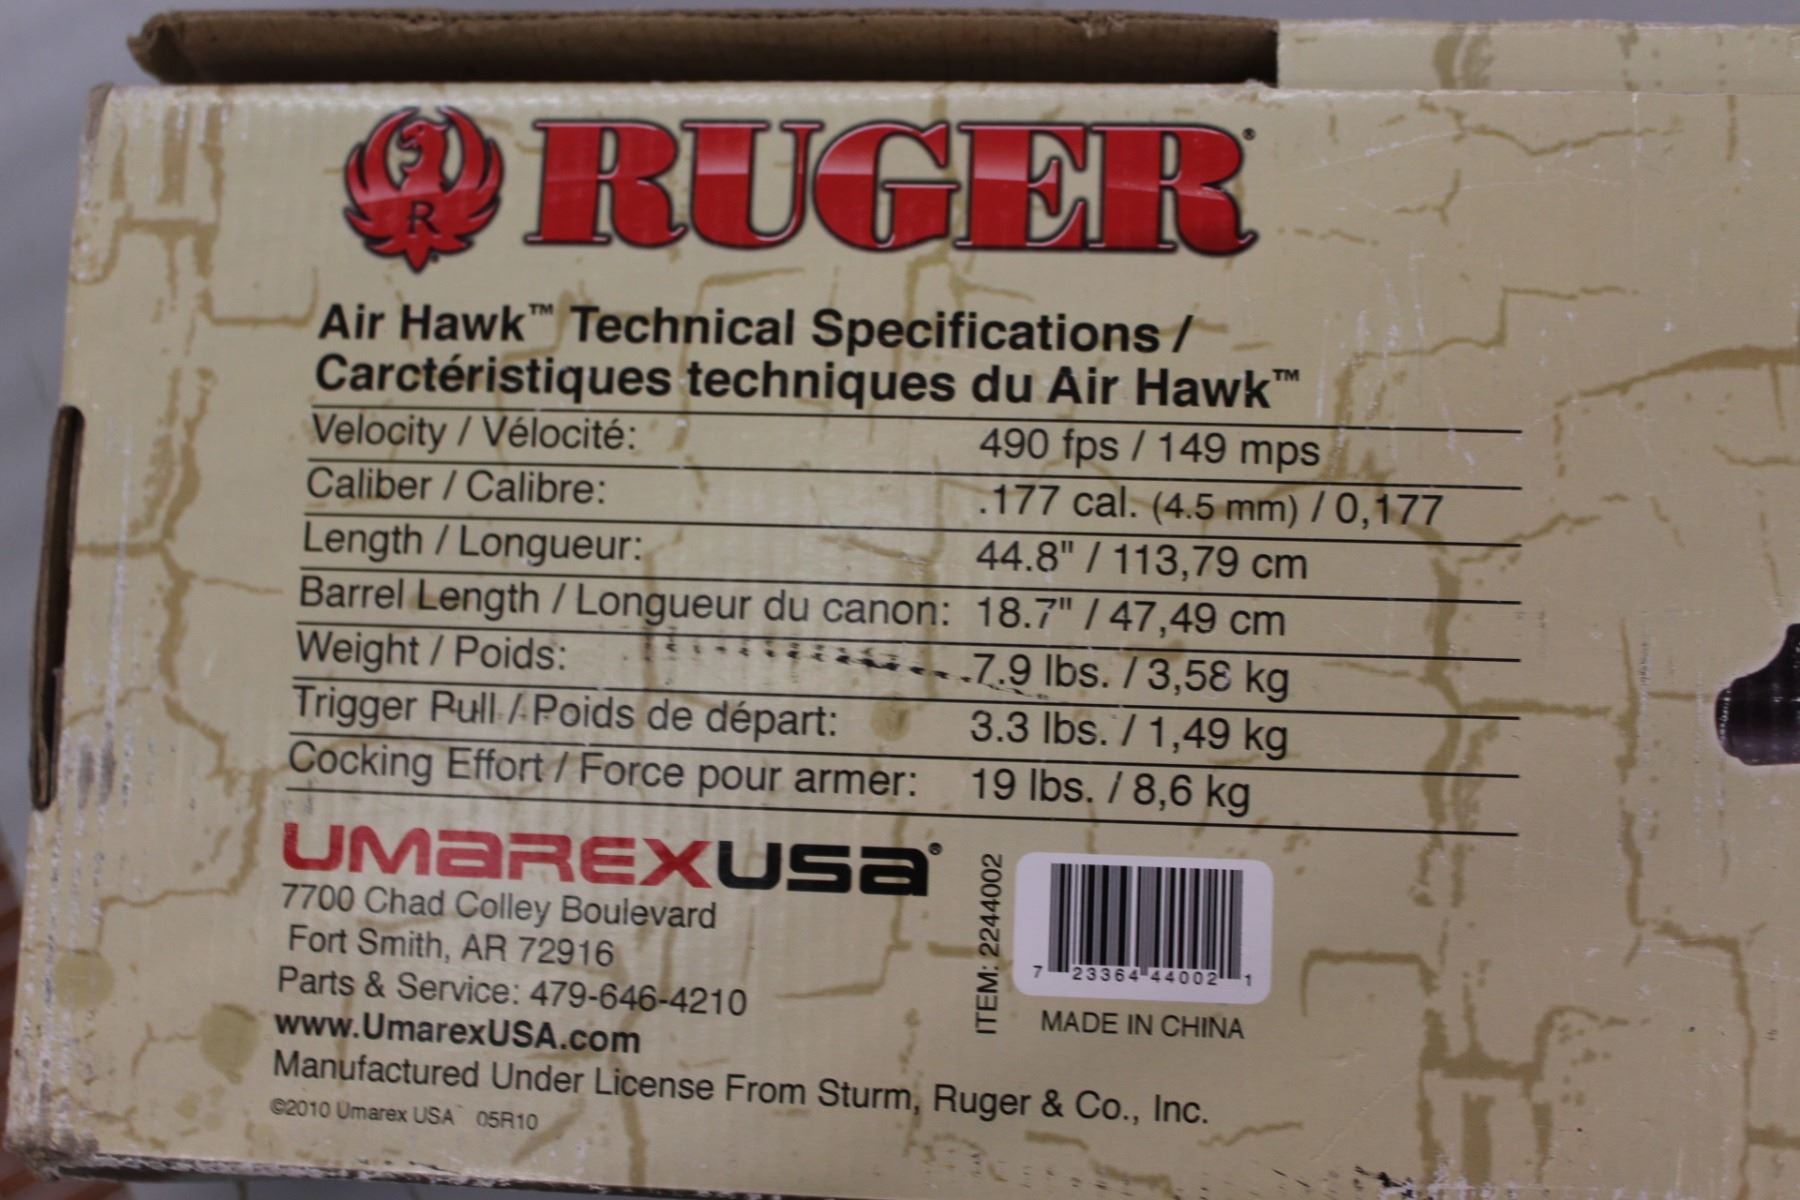 R
RUGER®
Air Hawk™ Technical Specifications /
Carctéristiques techniques du Air Hawk™
Velocity / Vélocité: 490 fps / 149 mps
Caliber / Calibre: .177 cal. (4.5 mm) / 0,177
Length / Longueur: 44.8" / 113,79 cm
Barrel Length / Longueur du canon: 18.7" / 47,49 cm
Weight / Poids: 7.9 lbs. / 3,58 kg
Trigger Pull / Poids de départ: 3.3 lbs. / 1,49 kg
Cocking Effort / Force pour armer: 19 lbs. / 8,6 kg
UMAREXUSA®
7700 Chad Colley Boulevard
Fort Smith, AR 72916
Parts & Service: 479-646-4210
www.UmarexUSA.com
Manufactured Under License From Sturm, Ruger & Co., Inc.
©2010 Umarex USA 05R10
ITEM: 2244002
7 23364 44002 1
MADE IN CHINA